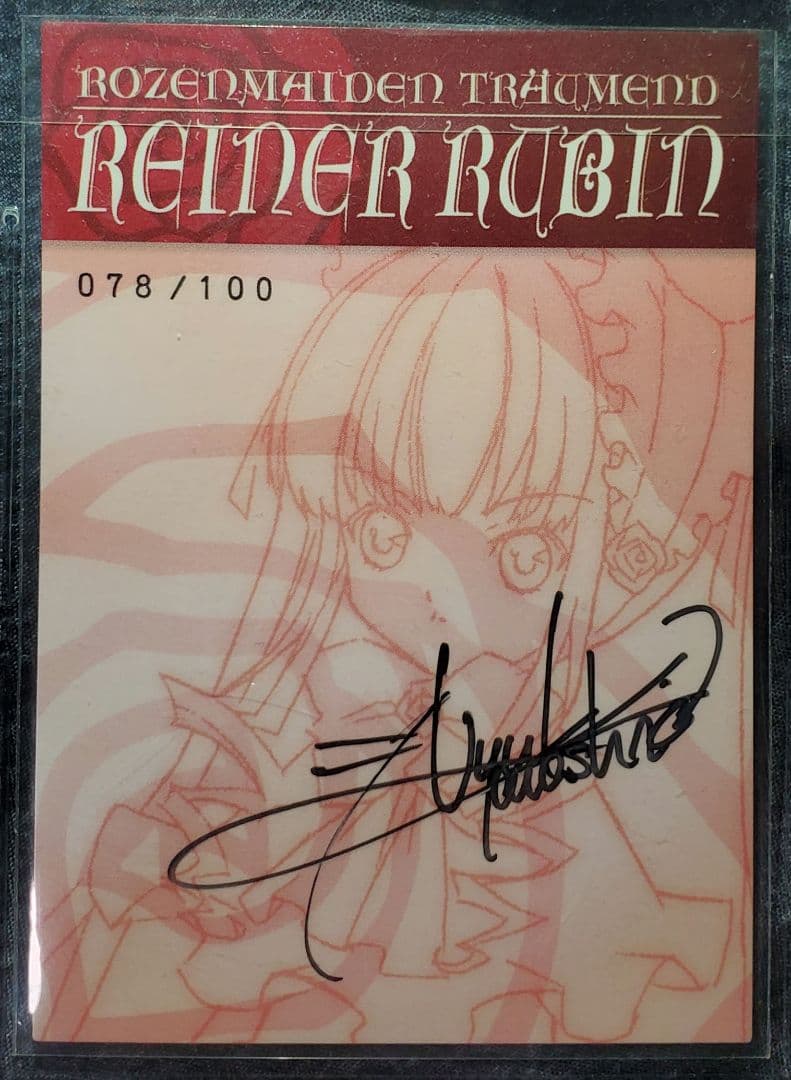 ROZENMAIDEN TRÄUMEND
REINER RUBIN
078/100